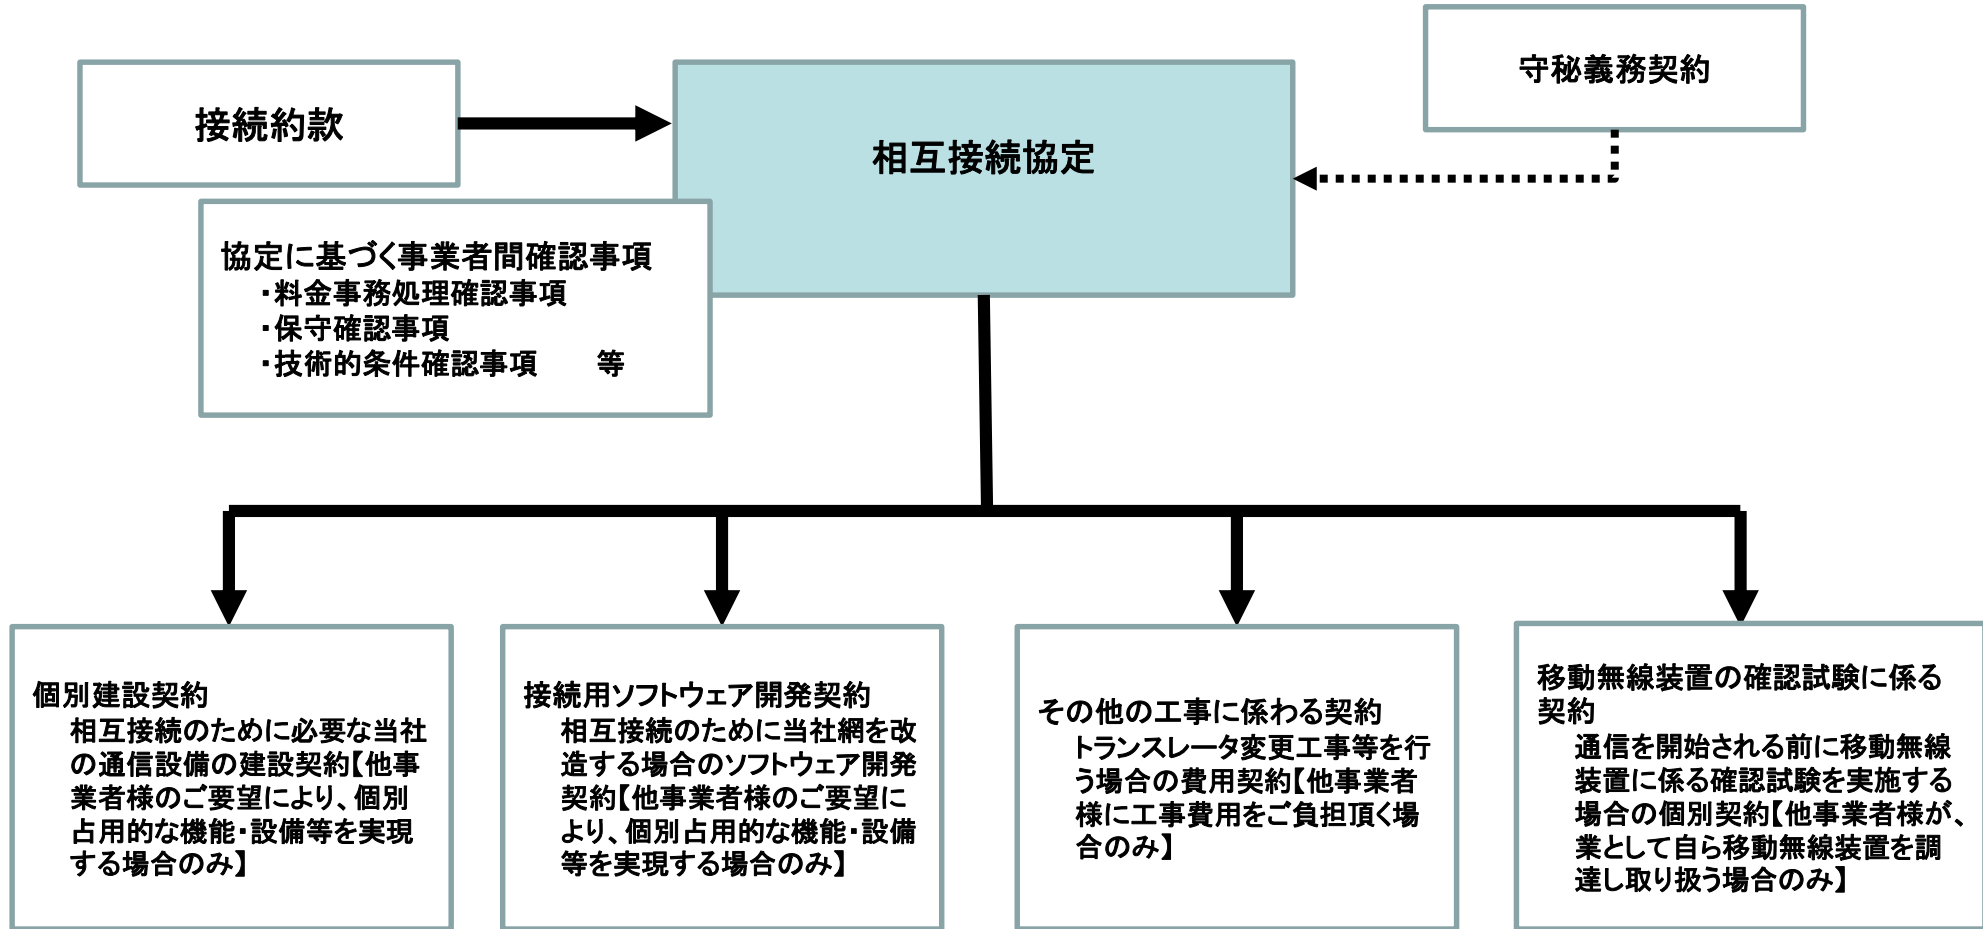 守秘義務契約
接続約款
相互接続協定
協定に基づく事業者間確認事項
・料金事務処理確認事項
・保守確認事項
・技術的条件確認事項　　等
個別建設契約
相互接続のために必要な当社
の通信設備の建設契約【他事
業者様のご要望により、個別
占用的な機能・設備等を実現
する場合のみ】
接続用ソフトウェア開発契約
相互接続のために当社網を改
造する場合のソフトウェア開発
契約【他事業者様のご要望に
より、個別占用的な機能・設備
等を実現する場合のみ】
その他の工事に係わる契約
トランスレータ変更工事等を行
う場合の費用契約【他事業者
様に工事費用をご負担頂く場
合のみ】
移動無線装置の確認試験に係る
契約
通信を開始される前に移動無線
装置に係る確認試験を実施する
場合の個別契約【他事業者様が、
業として自ら移動無線装置を調
達し取り扱う場合のみ】